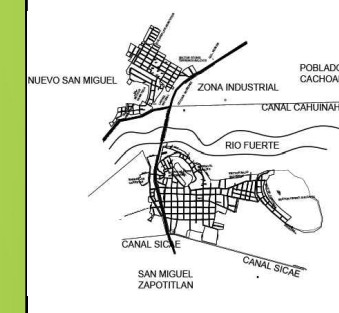 NUEVO SAN MIGUEL
ZONA INDUSTRIAL
POBLADO
CACHOA
CANAL CAHUINAH
RIO FUERTE
CANAL SICAE
CANAL SICAE
SAN MIGUEL
ZAPOTITLAN